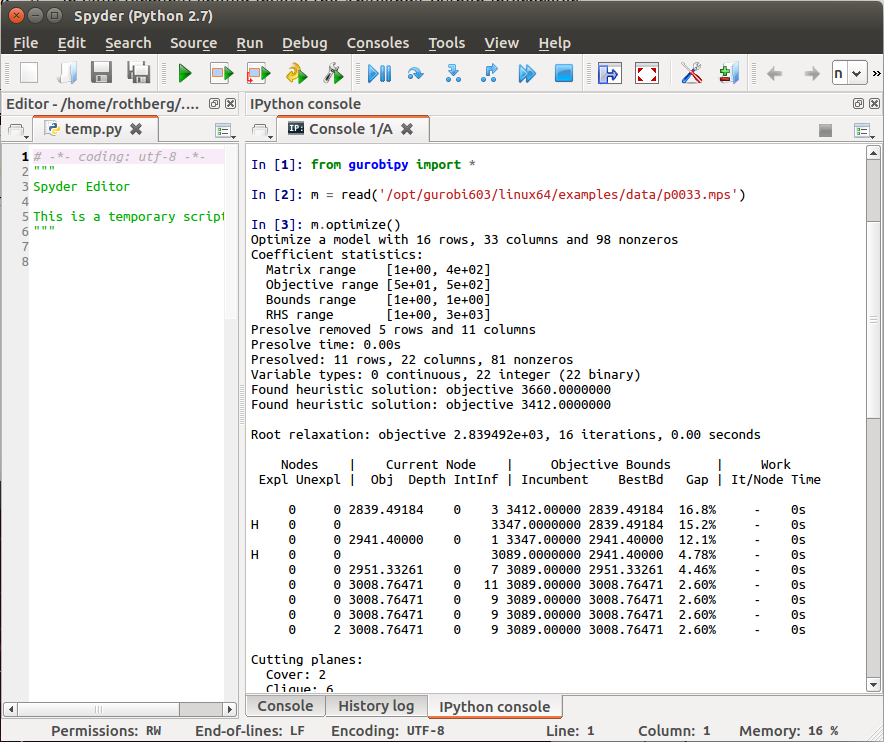 Spyder (Python 2.7)
File Edit Search Source Run Debug Consoles Tools View Help
n
»
Editor - /home/rothberg/....
IPython console
temp.py
IP: Console 1/A
1 # -*- coding: utf-8 -*-
2 """
3 Spyder Editor
4
5 This is a temporary script
6 """
7
8
In [1]: from gurobipy import *
In [2]: m = read('/opt/gurobi603/linux64/examples/data/p0033.mps')
In [3]: m.optimize()
Optimize a model with 16 rows, 33 columns and 98 nonzeros
Coefficient statistics:
  Matrix range    [1e+00, 4e+02]
  Objective range [5e+01, 5e+02]
  Bounds range    [1e+00, 1e+00]
  RHS range       [1e+00, 3e+03]
Presolve removed 5 rows and 11 columns
Presolve time: 0.00s
Presolved: 11 rows, 22 columns, 81 nonzeros
Variable types: 0 continuous, 22 integer (22 binary)
Found heuristic solution: objective 3660.0000000
Found heuristic solution: objective 3412.0000000
Root relaxation: objective 2.839492e+03, 16 iterations, 0.00 seconds
    Nodes    |    Current Node    |     Objective Bounds      |     Work
 Expl Unexpl |  Obj  Depth IntInf | Incumbent    BestBd   Gap | It/Node Time
     0     0 2839.49184    0    3 3412.00000 2839.49184  16.8%     -    0s
H    0     0                    3347.0000000 2839.49184  15.2%     -    0s
     0     0 2941.40000    0    1 3347.00000 2941.40000  12.1%     -    0s
H    0     0                    3089.0000000 2941.40000  4.78%     -    0s
     0     0 2951.33261    0    7 3089.00000 2951.33261  4.46%     -    0s
     0     0 3008.76471    0   11 3089.00000 3008.76471  2.60%     -    0s
     0     0 3008.76471    0    9 3089.00000 3008.76471  2.60%     -    0s
     0     0 3008.76471    0    9 3089.00000 3008.76471  2.60%     -    0s
     0     2 3008.76471    0    9 3089.00000 3008.76471  2.60%     -    0s
Cutting planes:
  Cover: 2
  Clique: 6
Console History log IPython console
Permissions: RW End-of-lines: LF Encoding: UTF-8 Line: 1 Column: 1 Memory: 16 %